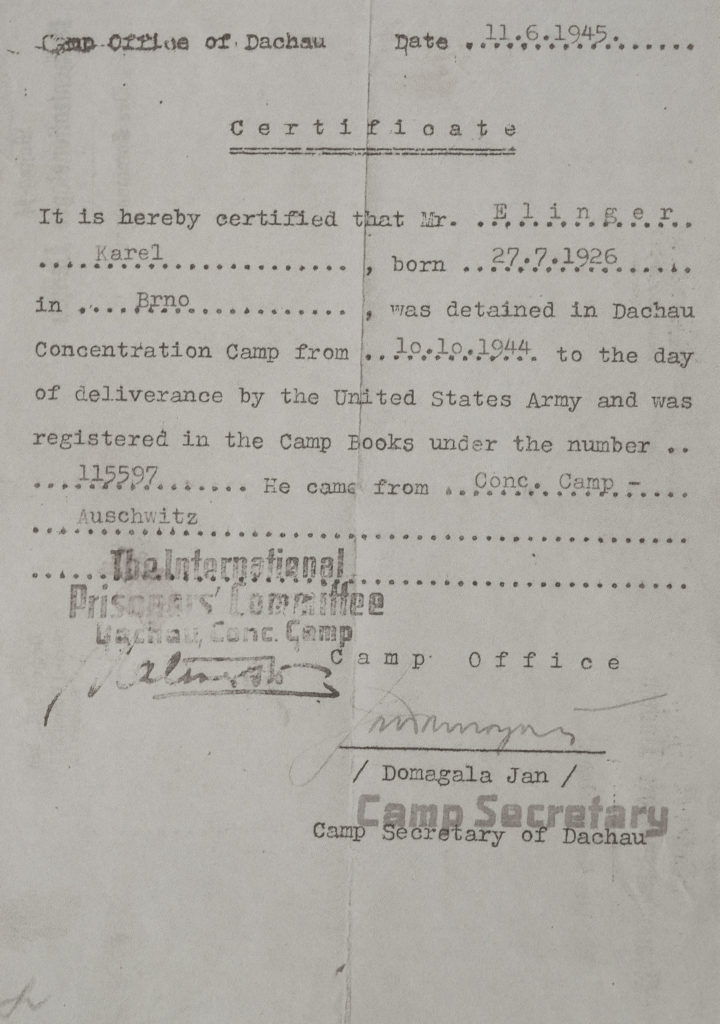 Camp Office of Dachau Date 11.6.1945.
Certificate
It is hereby certified that Mr. Elinger
Karel, born 27.7.1926
in Brno, was detained in Dachau
Concentration Camp from 10.10.1944. to the day
of deliverance by the United States Army and was
registered in the Camp Books under the number
115597 He came from Conc. Camp -
Auschwitz
The International
Prisoners' Committee
Dachau, Conc. Camp
Camp Office
/ Domagala Jan /
Camp Secretary
Camp Secretary of Dachau